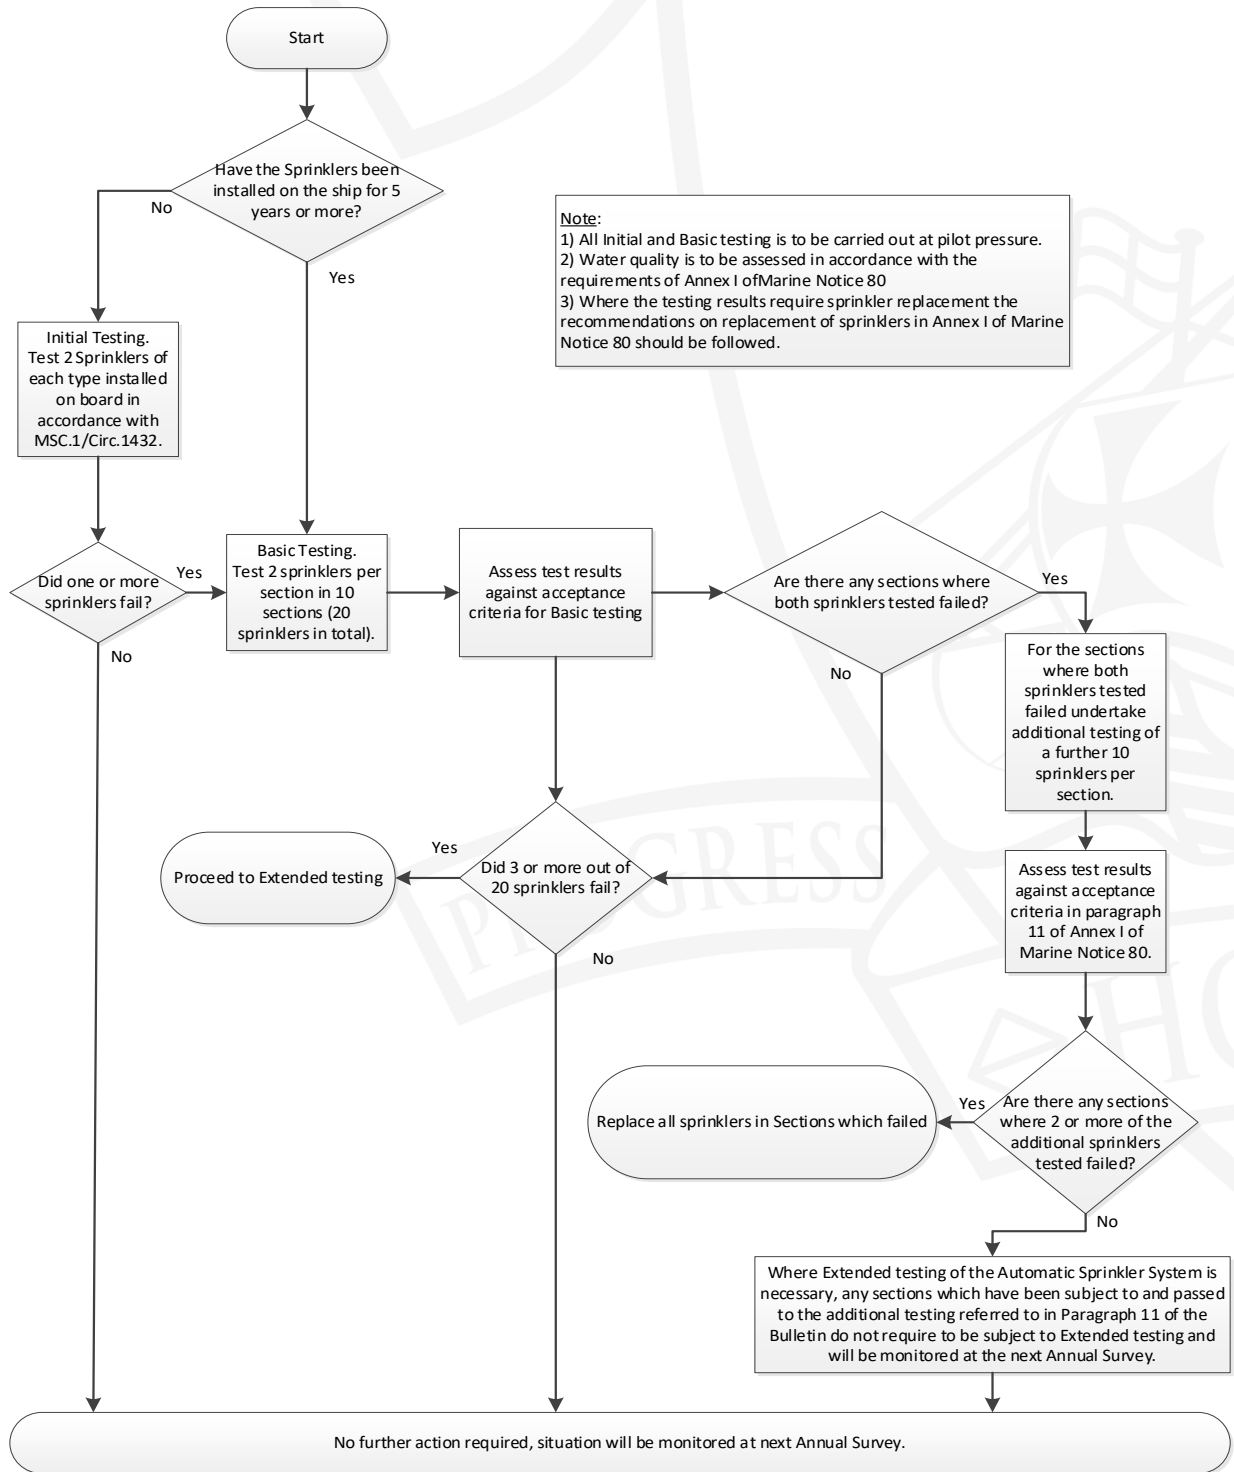 Start
Have the Sprinklers been
installed on the ship for 5
years or more?
No
Yes
Note:
1) All Initial and Basic testing is to be carried out at pilot pressure.
2) Water quality is to be assessed in accordance with the
requirements of Annex I ofMarine Notice 80
3) Where the testing results require sprinkler replacement the
recommendations on replacement of sprinklers in Annex I of Marine
Notice 80 should be followed.
Initial Testing.
Test 2 Sprinklers of
each type installed
on board in
accordance with
MSC.1/Circ.1432.
Did one or more
sprinklers fail?
Yes
No
Basic Testing.
Test 2 sprinklers per
section in 10
sections (20
sprinklers in total).
Assess test results
against acceptance
criteria for Basic testing
Are there any sections where
both sprinklers tested failed?
Yes
No
For the sections
where both
sprinklers tested
failed undertake
additional testing of
a further 10
sprinklers per
section.
Proceed to Extended testing
Yes
Did 3 or more out of
20 sprinklers fail?
No
Assess test results
against acceptance
criteria in paragraph
11 of Annex I of
Marine Notice 80.
Replace all sprinklers in Sections which failed
Yes
Are there any sections
where 2 or more of the
additional sprinklers
tested failed?
No
Where Extended testing of the Automatic Sprinkler System is
necessary, any sections which have been subject to and passed
to the additional testing referred to in Paragraph 11 of the
Bulletin do not require to be subject to Extended testing and
will be monitored at the next Annual Survey.
No further action required, situation will be monitored at next Annual Survey.